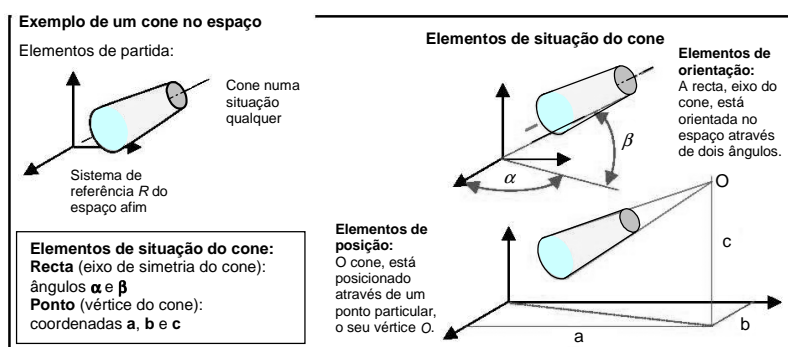 Exemplo de um cone no espaço
Elementos de partida:
Cone numa
situação
qualquer
Sistema de
referência R do
espaço afim
Elementos de situação do cone:
Recta (eixo de simetria do cone):
ângulos α e β
Ponto (vértice do cone):
coordenadas a, b e c
Elementos de situação do cone
Elementos de
orientação:
A recta, eixo do
cone, está
orientada no
espaço através
de dois ângulos.
β
α
Elementos de
posição:
O cone, está
posicionado
através de um
ponto particular,
o seu vértice O.
O
c
a
b